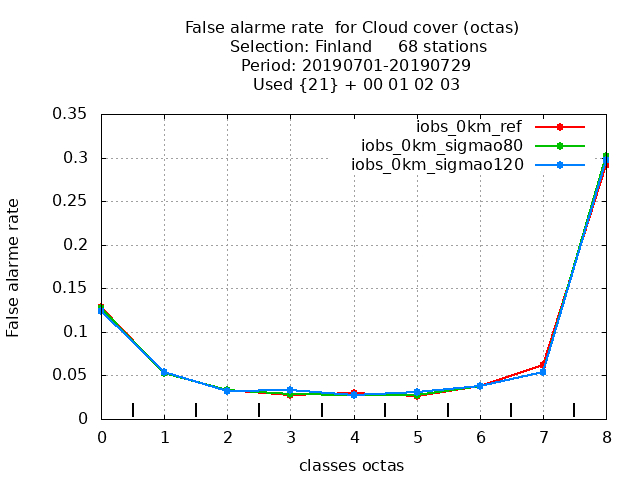 False alarme rate  for Cloud cover (octas)
Selection: Finland     68 stations
Period: 20190701-20190729
Used {21} + 00 01 02 03
iobs_0km_ref
iobs_0km_sigmao80
iobs_0km_sigmao120
False alarme rate
0.35
0.3
0.25
0.2
0.15
0.1
0.05
0
0 1 2 3 4 5 6 7 8
classes octas